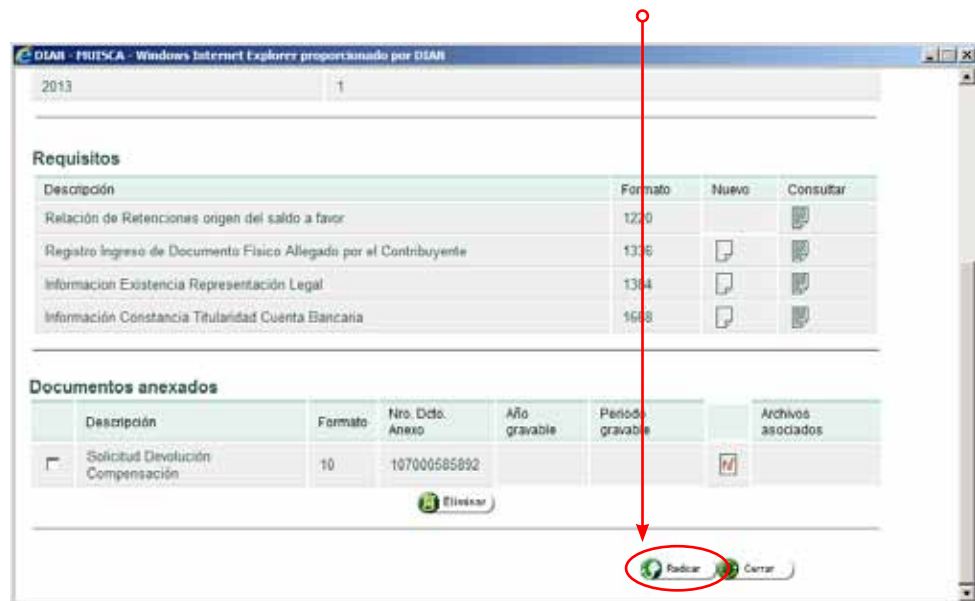 DIAN - MUISCA - Windows Internet Explorer proporcionado por DIAN
2013 1
Requisitos
Descripción Formato Nuevo Consultar
Relación de Retenciones origen del saldo a favor 1220
Registro Ingreso de Documento Físico Allegado por el Contribuyente 1336
Informacion Existencia Representación Legal 1384
Información Constancia Titularidad Cuenta Bancaria 1668
Documentos anexados
Descripción Formato Nro. Dcto. Anexo Año gravable Periodo gravable Archivos asociados
Solicitud Devolución Compensación 10 107000585892
Eliminar
Radicar Cerrar